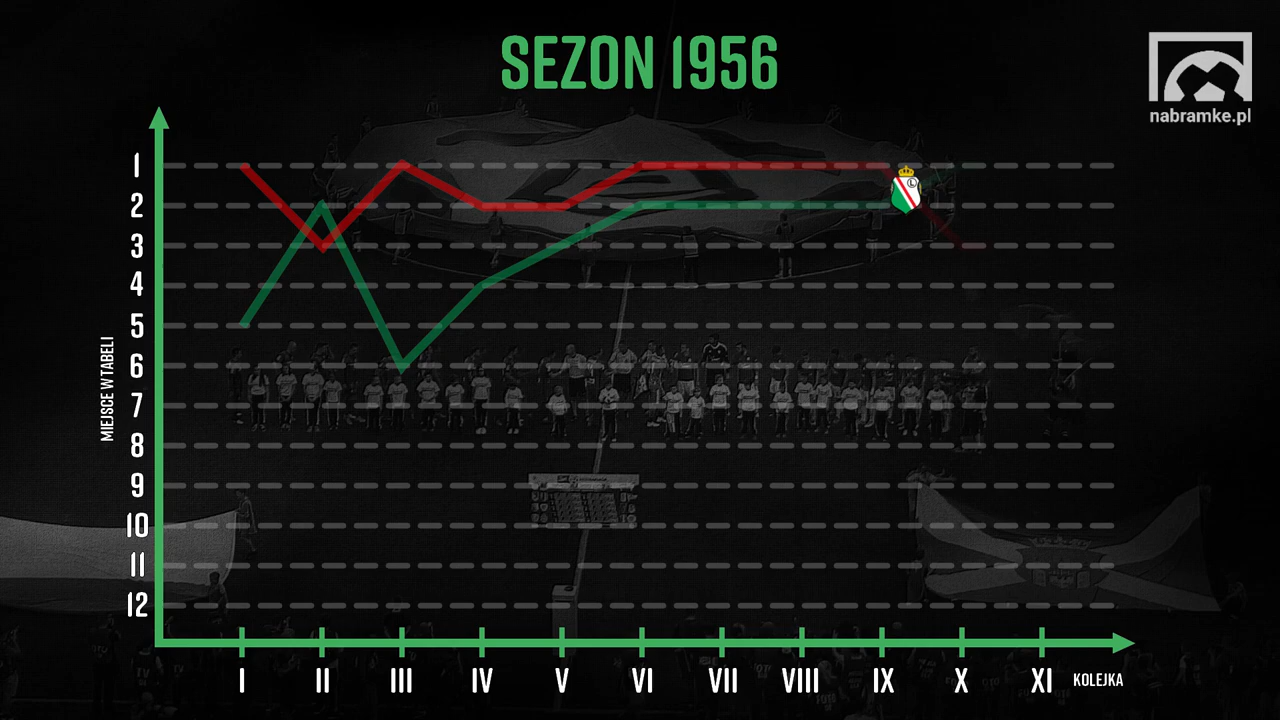 SEZON 1956
nabramke.pl
MIEJSCE W TABELI
1
2
3
4
5
6
7
8
9
10
11
12
I
II
III
IV
V
VI
VII
VIII
IX
X
XI
KOLEJKA
L